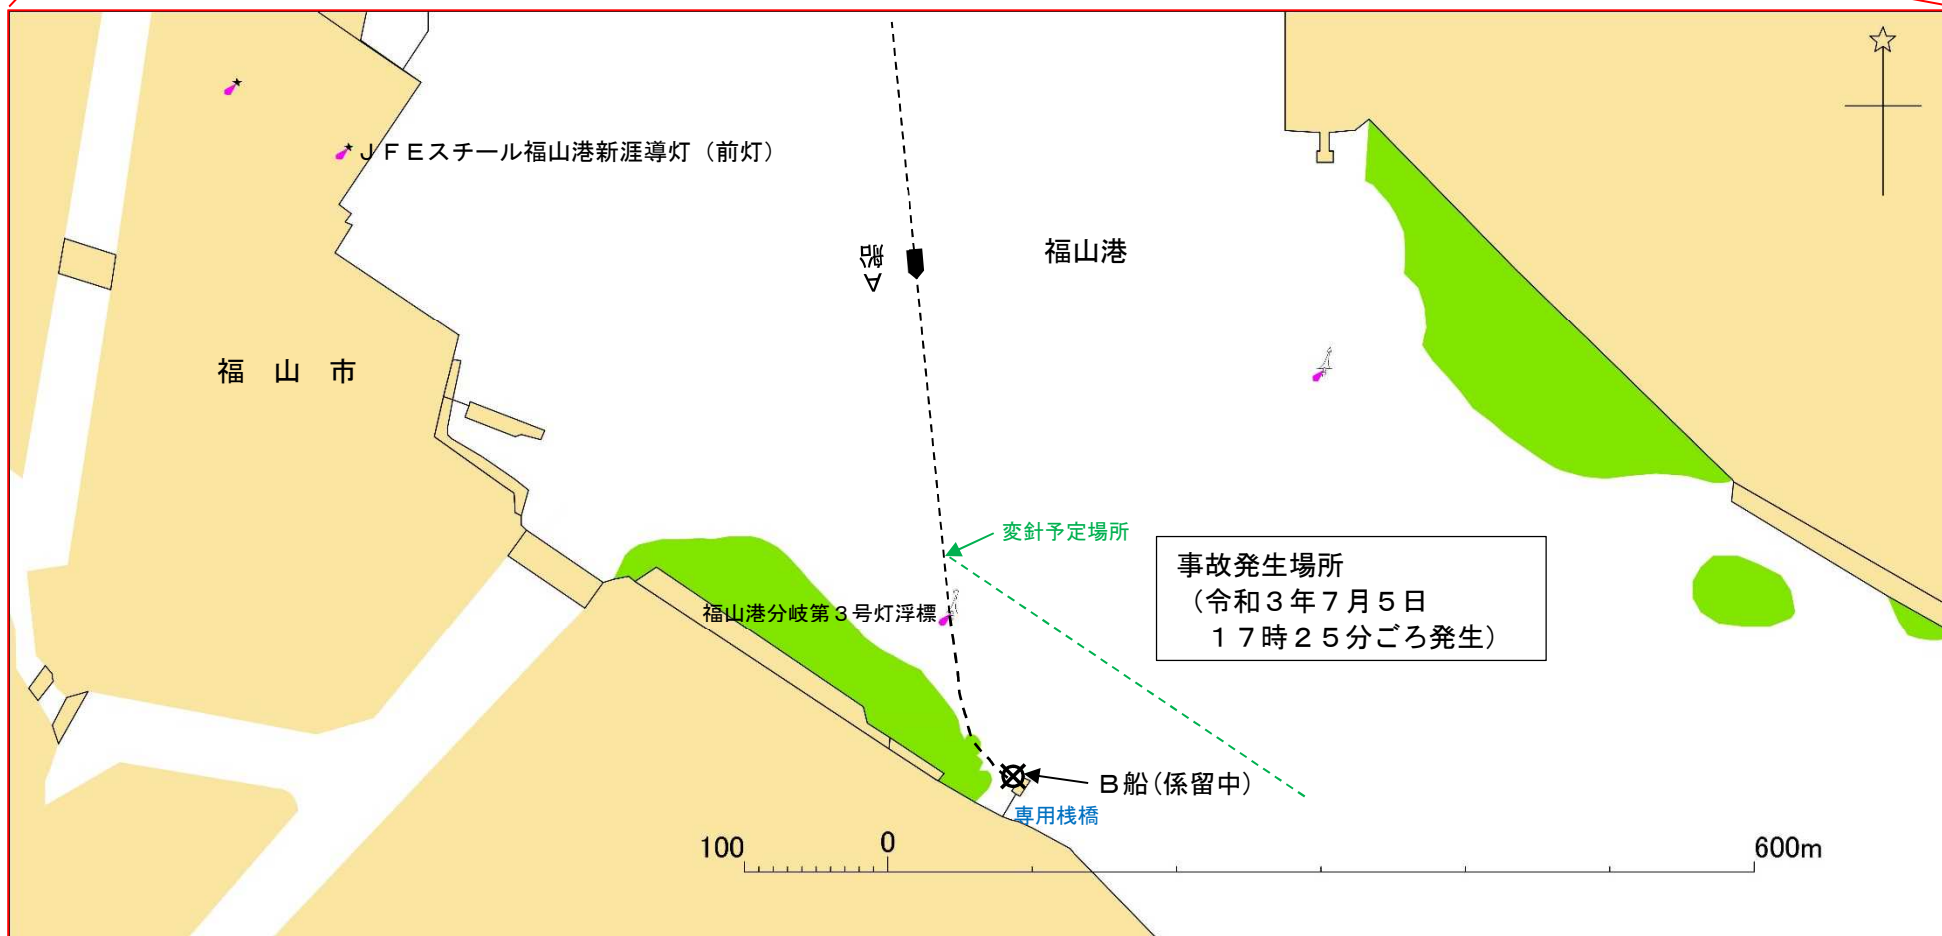 JFEスチール福山港新涯導灯(前灯)
A船
福山港
福 山 市
変針予定場所
事故発生場所
(令和3年7月5日
17時25分ごろ発生)
福山港分岐第3号灯浮標
B船(係留中)
専用桟橋
100 0 600m